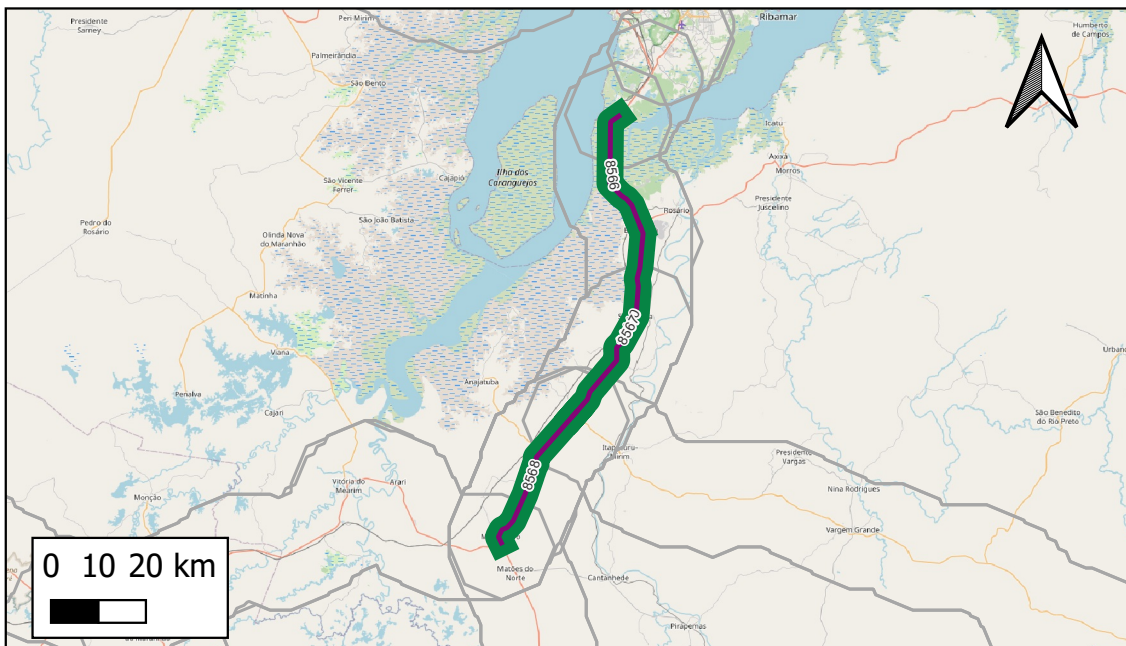 Presidente
Sarney
Peri Mirim
Ribamar
Humberto
de Campos
Palmeirândia
São Bento
Icatu
Ilha dos
Caranguejos
Cajapió
São Vicente
Ferrer
Axixá
Morros
8566
Presidente
Juscelino
Rosário
São João Batista
Pedro do
Rosário
Olinda Nova
do Maranhão
Matinha
8567
Viana
Urbano
Anajatuba
Penalva
Cajari
São Benedito
do Rio Preto
Presidente
Vargas
8568
Vitória do
Mearim
Arari
Monção
Nina Rodrigues
Vargem Grande
0 10 20 km
Matões do
Norte
Cantanhede
Pirapemas